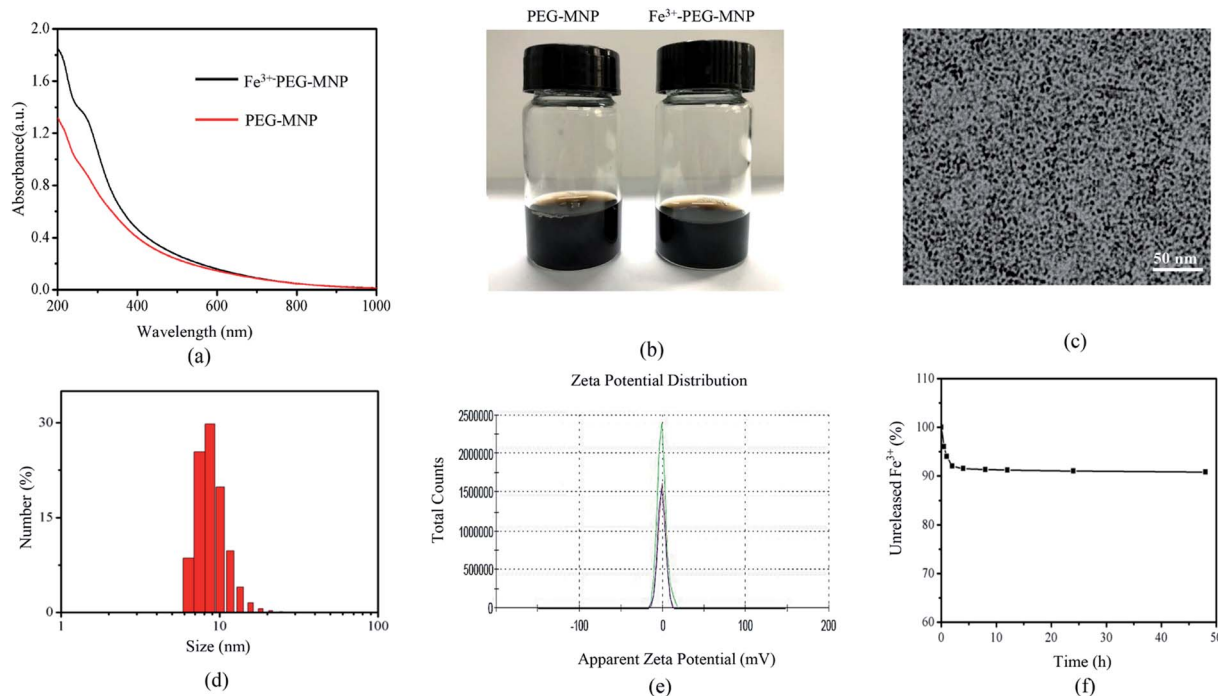 2.0
1.6
1.2
0.8
0.4
0.0
Absorbance(a.u.)
Fe³⁺-PEG-MNP
PEG-MNP
200
400
600
800
1000
Wavelength (nm)
(a)
PEG-MNP
Fe³⁺-PEG-MNP
(b)
50 nm
(c)
30
15
0
Number (%)
1
10
100
Size (nm)
(d)
Zeta Potential Distribution
2500000
2000000
1500000
1000000
500000
0
Total Counts
-100
0
100
200
Apparent Zeta Potential (mV)
(e)
110
100
90
80
70
60
Unreleased Fe³⁺ (%)
0
10
20
30
40
50
Time (h)
(f)